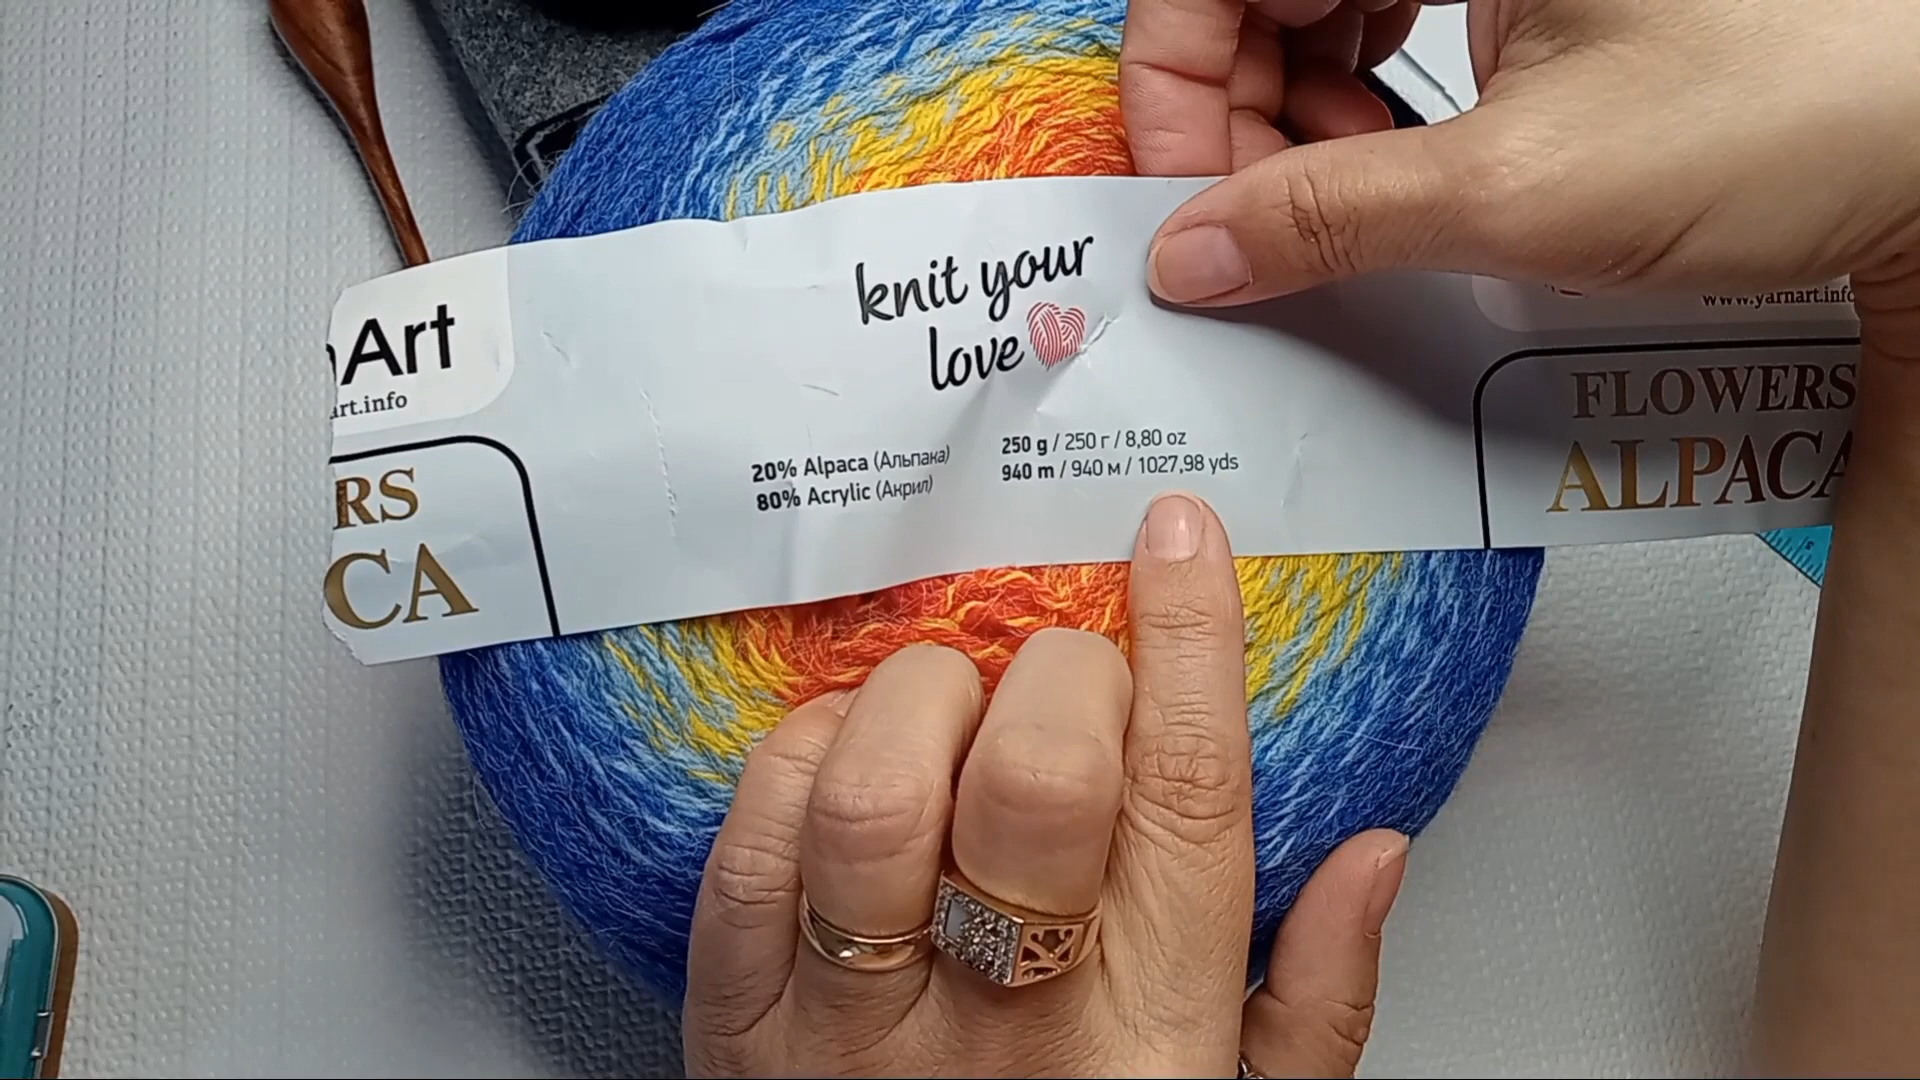 Art
art.info
RS
CA
knit your
love
20% Alpaca (Альпака)
80% Acrylic (Акрил)
250 g / 250 г / 8,80 oz
940 m / 940 м / 1027,98 yds
www.yarnart.info
FLOWERS
ALPACA